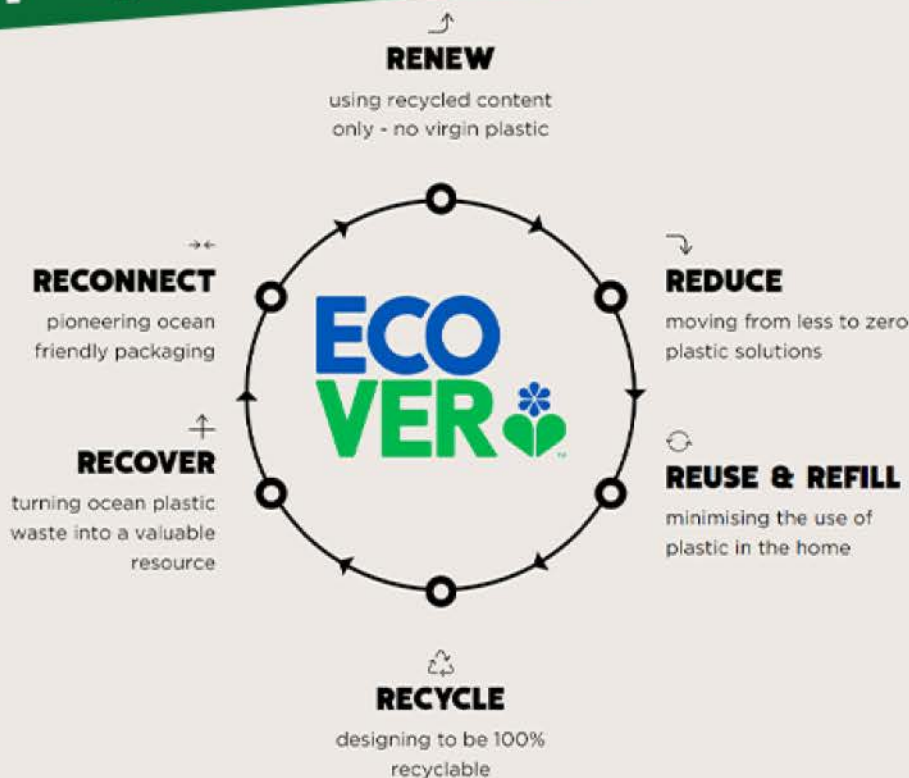 RENEW
using recycled content
only - no virgin plastic
REDUCE
moving from less to zero
plastic solutions
REUSE & REFILL
minimising the use of
plastic in the home
RECYCLE
designing to be 100%
recyclable
RECOVER
turning ocean plastic
waste into a valuable
resource
RECONNECT
pioneering ocean
friendly packaging
ECO
VER